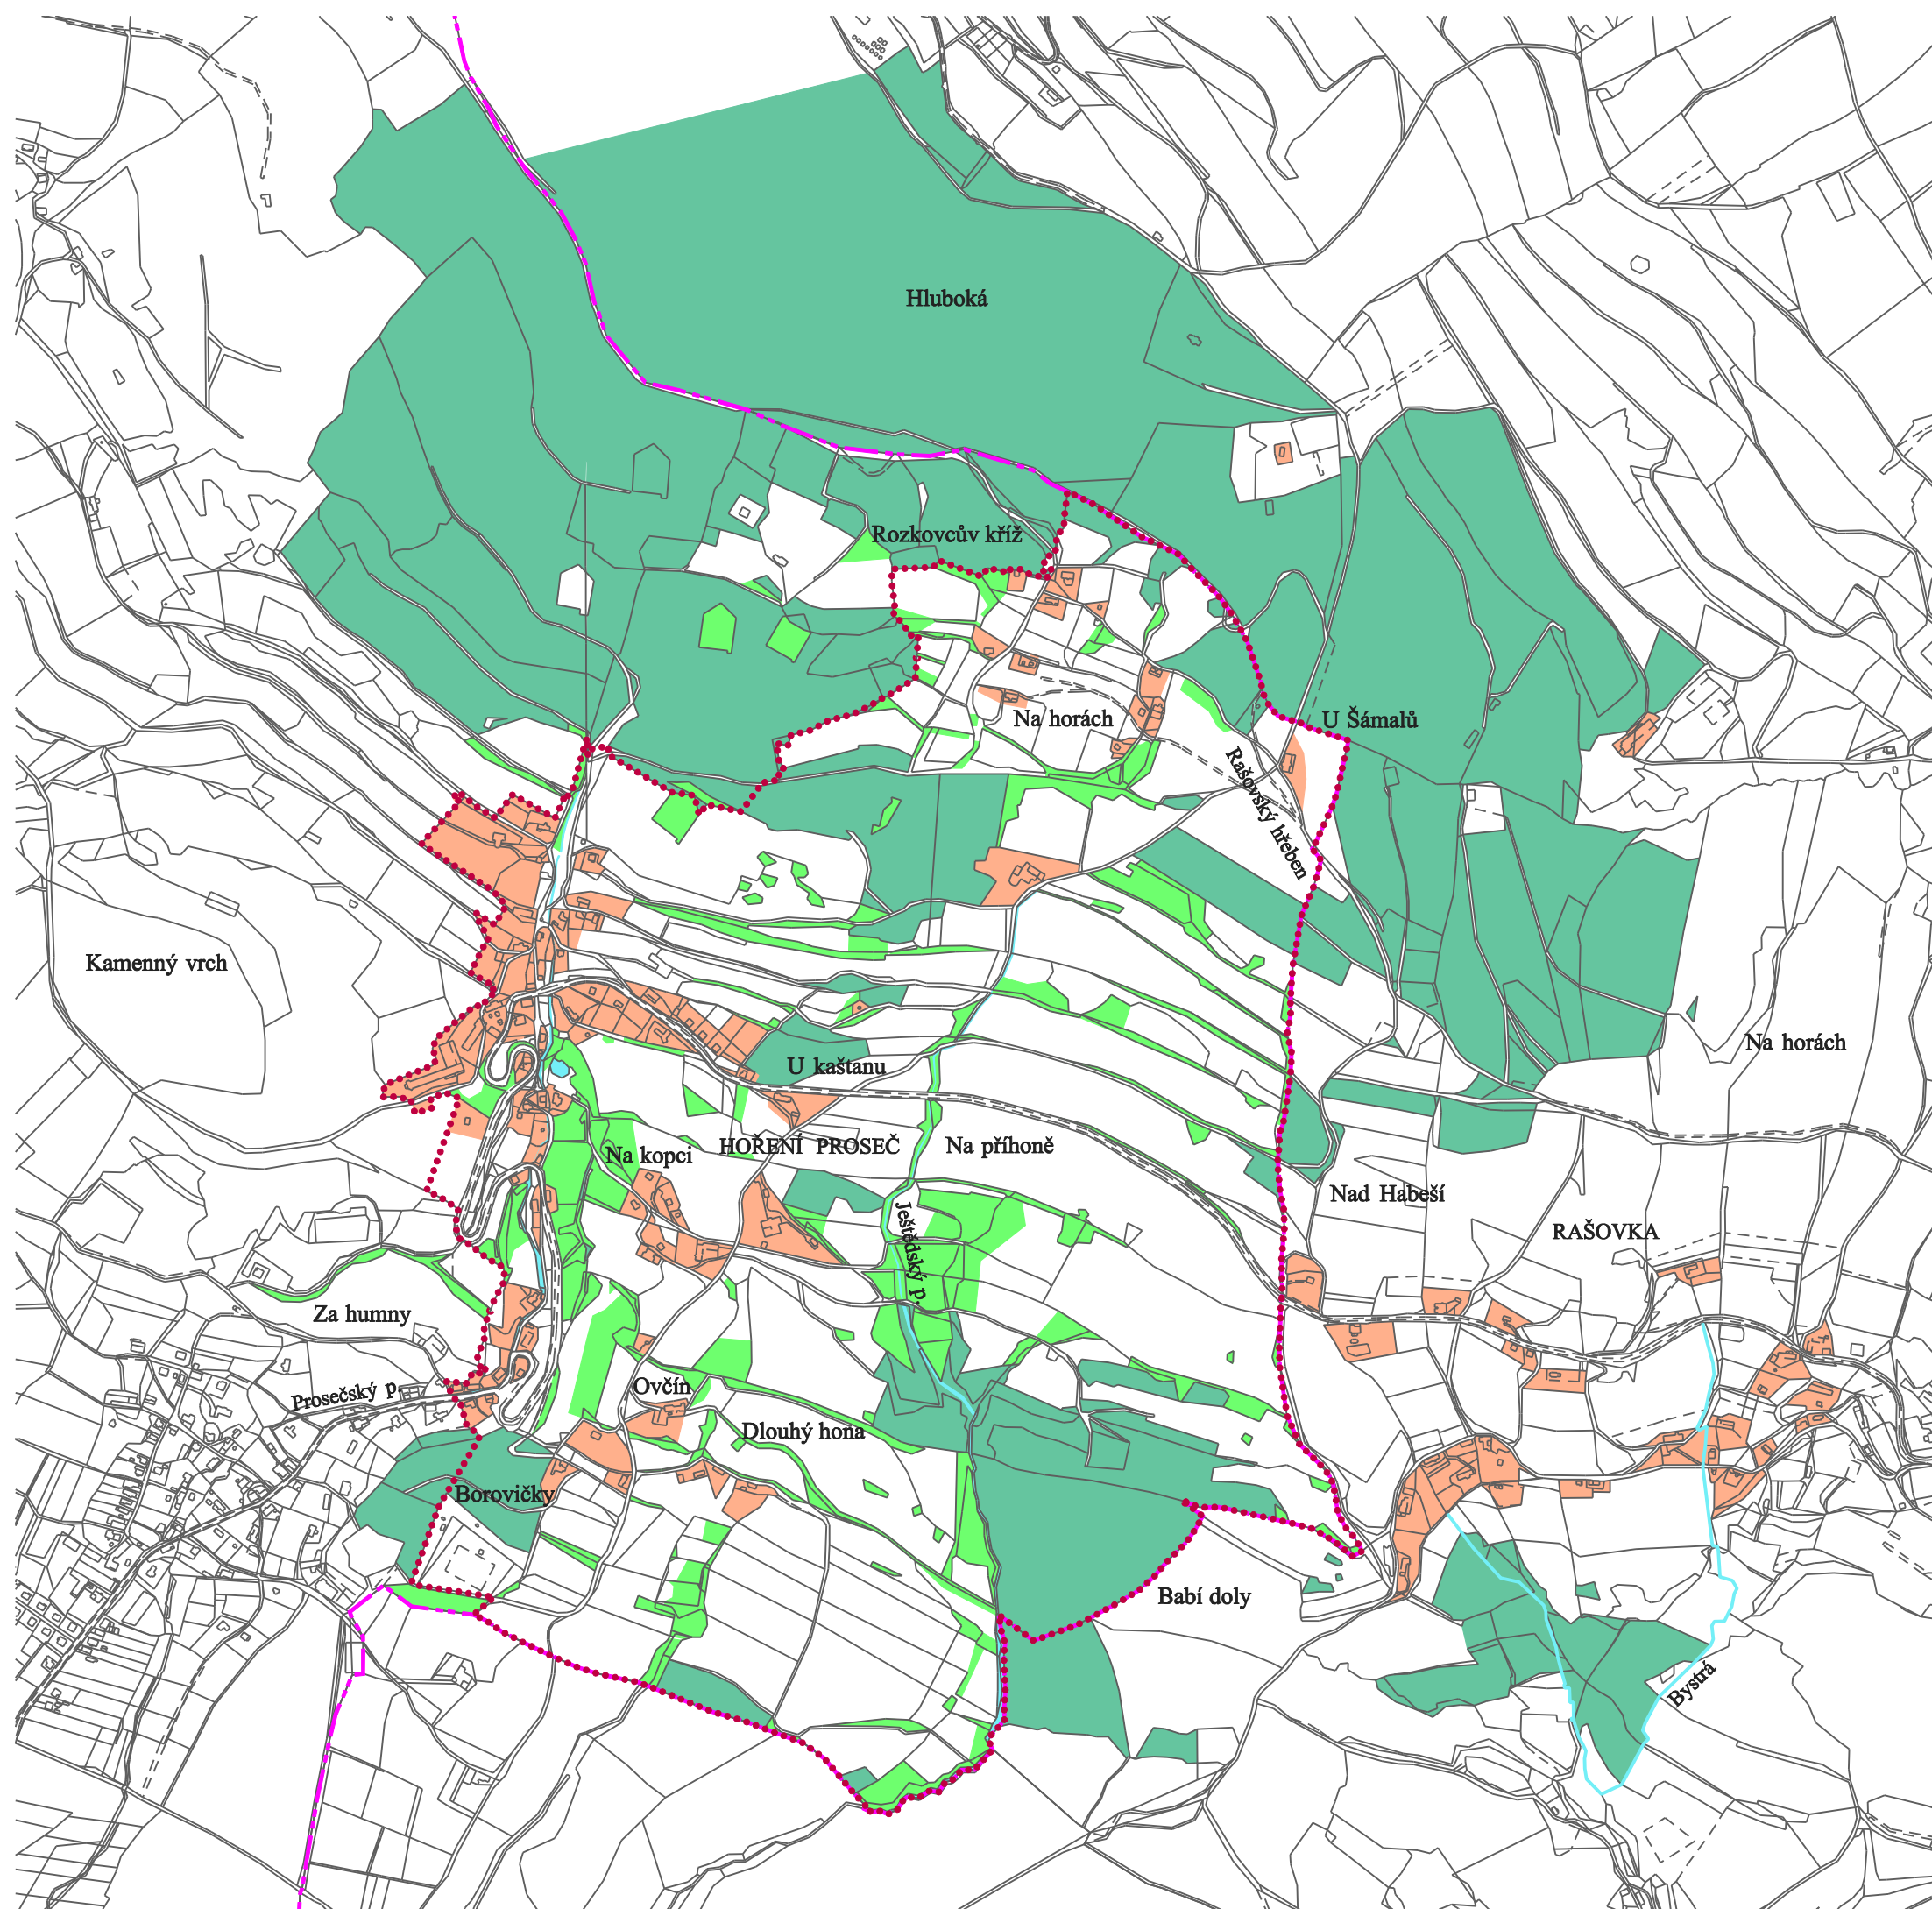 Hluboká
Rozkovcův kříž
Na horách
U Šámalů
Rašovský hřeben
Kamenný vrch
Na horách
U kaštanu
HOŘENÍ PROSEČ
Na příhoně
Na kopci
Nad Habeší
Ještědský p.
RAŠOVKA
Za humny
Prosečský p.
Ovčín
Dlouhý hona
Borovičky
Babí doly
Bystrá